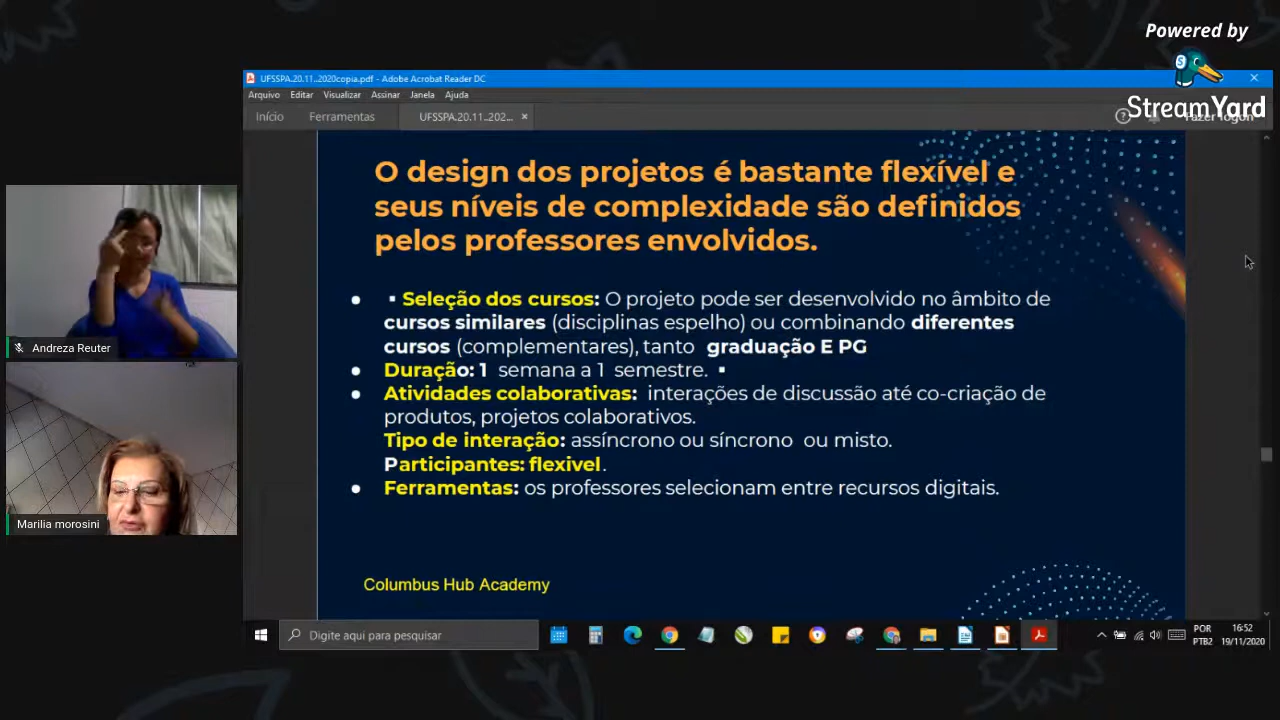 Powered by
StreamYard
UFSSPA.20.11..2020copia.pdf - Adobe Acrobat Reader DC
Arquivo Editar Visualizar Assinar Janela Ajuda
Início Ferramentas UFSSPA.20.11..202... ×
O design dos projetos é bastante flexível e
seus níveis de complexidade são definidos
pelos professores envolvidos.
● ▪ Seleção dos cursos: O projeto pode ser desenvolvido no âmbito de
cursos similares (disciplinas espelho) ou combinando diferentes
cursos (complementares), tanto graduação E PG
● Duração: 1 semana a 1 semestre. ▪
● Atividades colaborativas: interações de discussão até co-criação de
produtos, projetos colaborativos.
Tipo de interação: assíncrono ou síncrono ou misto.
Participantes: flexivel.
● Ferramentas: os professores selecionam entre recursos digitais.
Columbus Hub Academy
Andreza Reuter
Marilia morosini
Digite aqui para pesquisar
POR
PTB2
16:52
19/11/2020